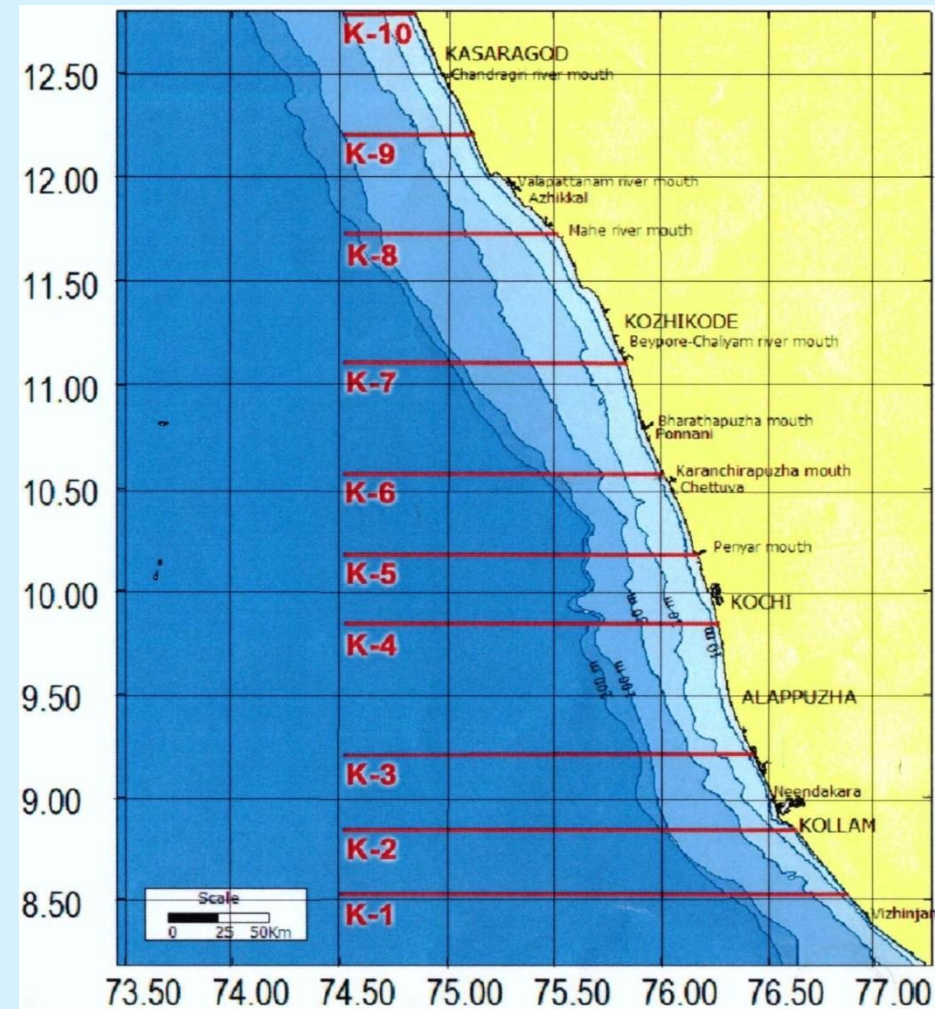 K-10
KASARAGOD
12.50
Chandragiri river mouth
K-9
12.00
Valapattanam river mouth
Azhikkal
Mahe river mouth
K-8
11.50
KOZHIKODE
Beypore-Chaliyam river mouth
K-7
11.00
Bharathapuzha mouth
Ponnani
Karanchirapuzha mouth
Chettuva
10.50
K-6
Periyar mouth
K-5
10.00
KOCHI
10 m
K-4
200 m
100 m
9.50
ALAPPUZHA
K-3
Neendakara
9.00
KOLLAM
K-2
Scale
8.50
K-1
Vizhinjam
0 25 50Km
73.50 74.00 74.50 75.00 75.50 76.00 76.50 77.00